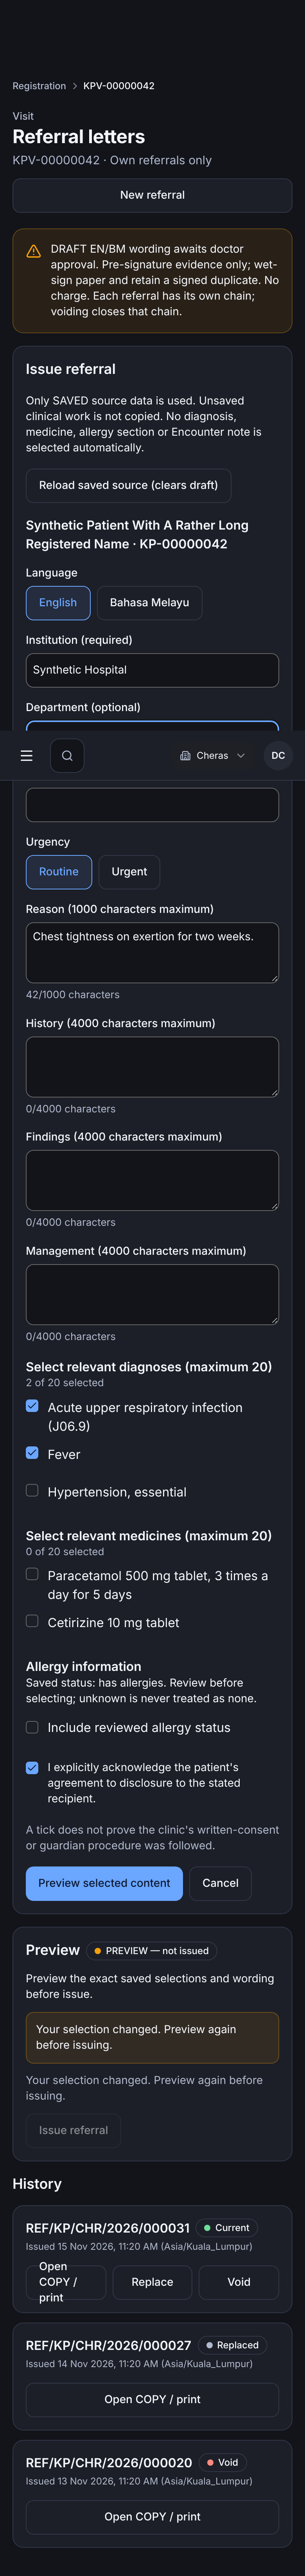 Registration > KPV-00000042
Visit
Referral letters
KPV-00000042 · Own referrals only
New referral
DRAFT EN/BM wording awaits doctor
approval. Pre-signature evidence only; wet-
sign paper and retain a signed duplicate. No
charge. Each referral has its own chain;
voiding closes that chain.
Issue referral
Only SAVED source data is used. Unsaved
clinical work is not copied. No diagnosis,
medicine, allergy section or Encounter note is
selected automatically.
Reload saved source (clears draft)
Synthetic Patient With A Rather Long
Registered Name · KP-00000042
Language
English
Bahasa Melayu
Institution (required)
Synthetic Hospital
Department (optional)
Cheras
DC
Urgency
Routine
Urgent
Reason (1000 characters maximum)
Chest tightness on exertion for two weeks.
42/1000 characters
History (4000 characters maximum)
0/4000 characters
Findings (4000 characters maximum)
0/4000 characters
Management (4000 characters maximum)
0/4000 characters
Select relevant diagnoses (maximum 20)
2 of 20 selected
Acute upper respiratory infection
(J06.9)
Fever
Hypertension, essential
Select relevant medicines (maximum 20)
0 of 20 selected
Paracetamol 500 mg tablet, 3 times a
day for 5 days
Cetirizine 10 mg tablet
Allergy information
Saved status: has allergies. Review before
selecting; unknown is never treated as none.
Include reviewed allergy status
I explicitly acknowledge the patient's
agreement to disclosure to the stated
recipient.
A tick does not prove the clinic's written-consent
or guardian procedure was followed.
Preview selected content
Cancel
Preview
PREVIEW — not issued
Preview the exact saved selections and wording
before issue.
Your selection changed. Preview again
before issuing.
Your selection changed. Preview again before
issuing.
Issue referral
History
REF/KP/CHR/2026/000031
Current
Issued 15 Nov 2026, 11:20 AM (Asia/Kuala_Lumpur)
Open
COPY /
print
Replace
Void
REF/KP/CHR/2026/000027
Replaced
Issued 14 Nov 2026, 11:20 AM (Asia/Kuala_Lumpur)
Open COPY / print
REF/KP/CHR/2026/000020
Void
Issued 13 Nov 2026, 11:20 AM (Asia/Kuala_Lumpur)
Open COPY / print